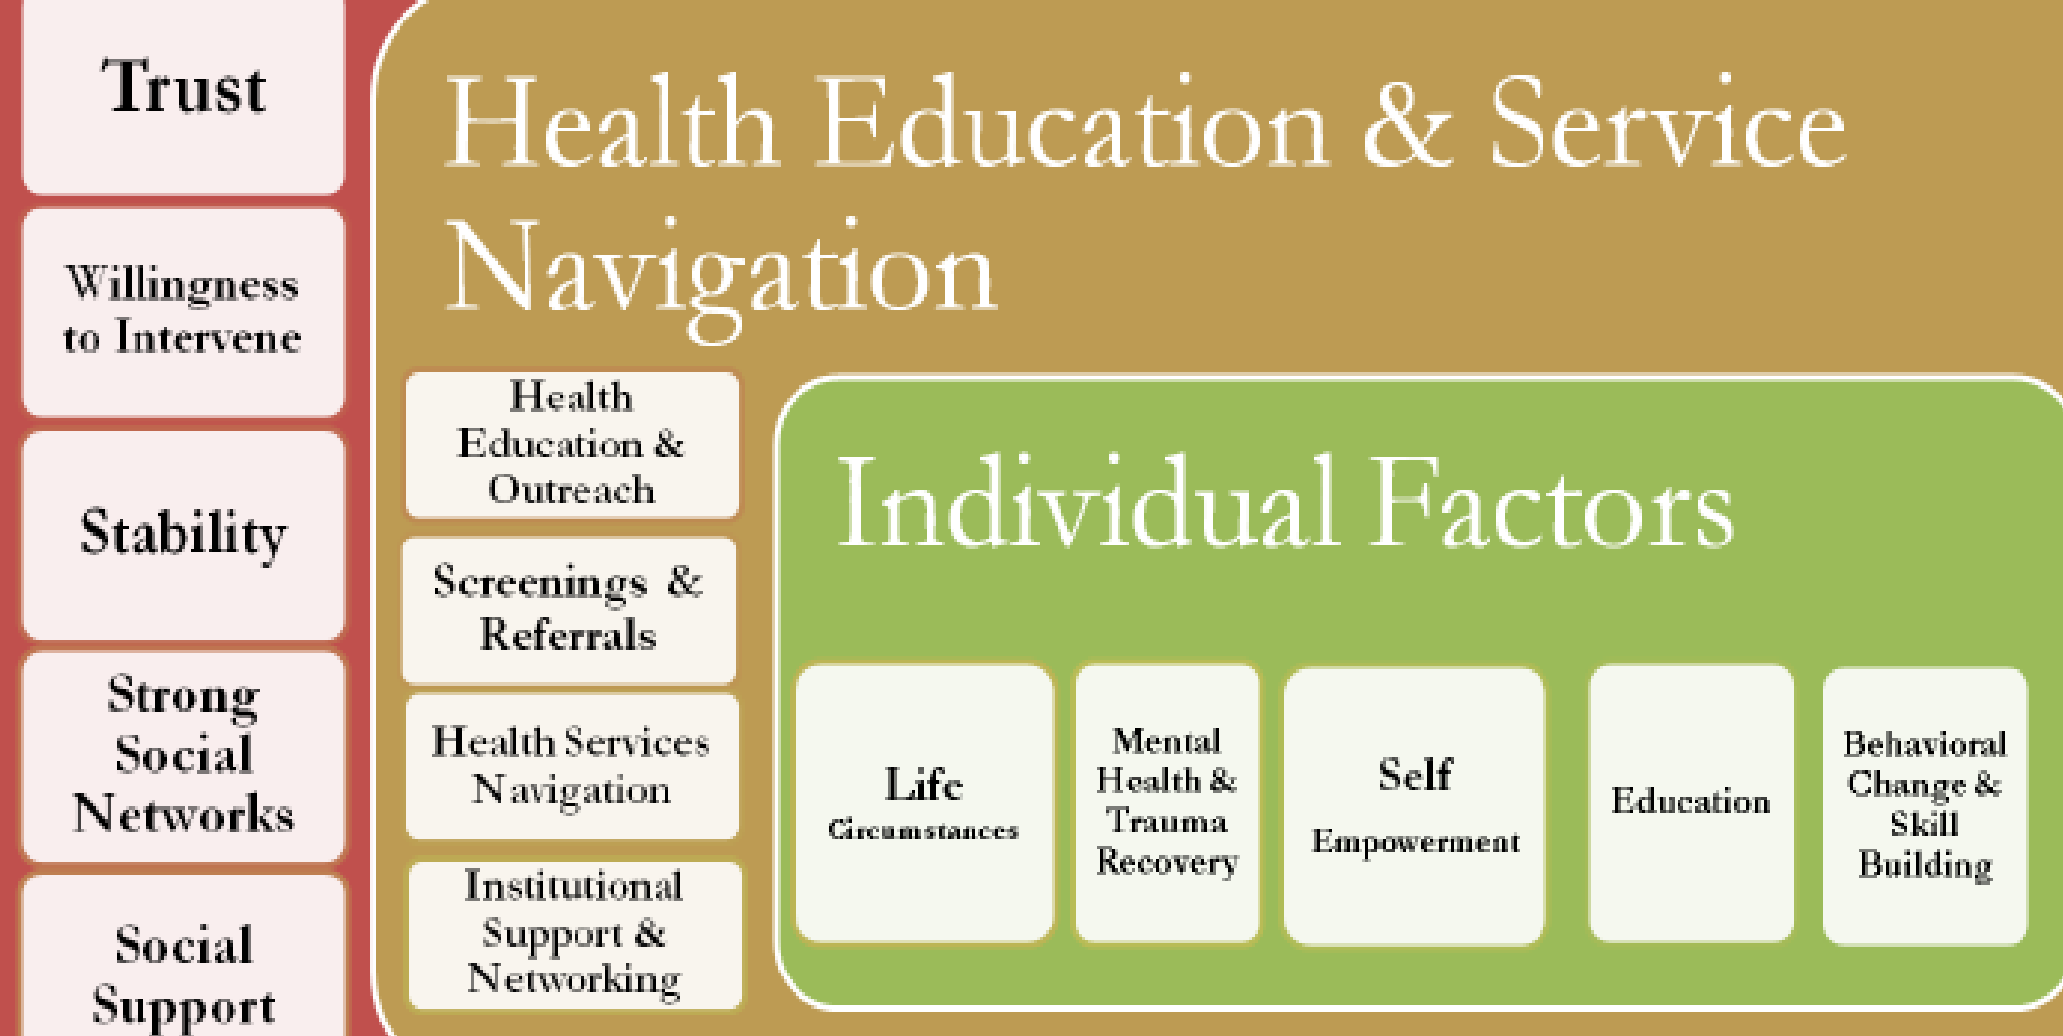 Trust
Willingness
to Intervene
Stability
Strong
Social
Networks
Social
Support
Health Education & Service
Navigation
Health
Education &
Outreach
Screenings &
Referrals
Health Services
Navigation
Institutional
Support &
Networking
Individual Factors
Life
Circumstances
Mental
Health &
Trauma
Recovery
Self
Empowerment
Education
Behavioral
Change &
Skill
Building